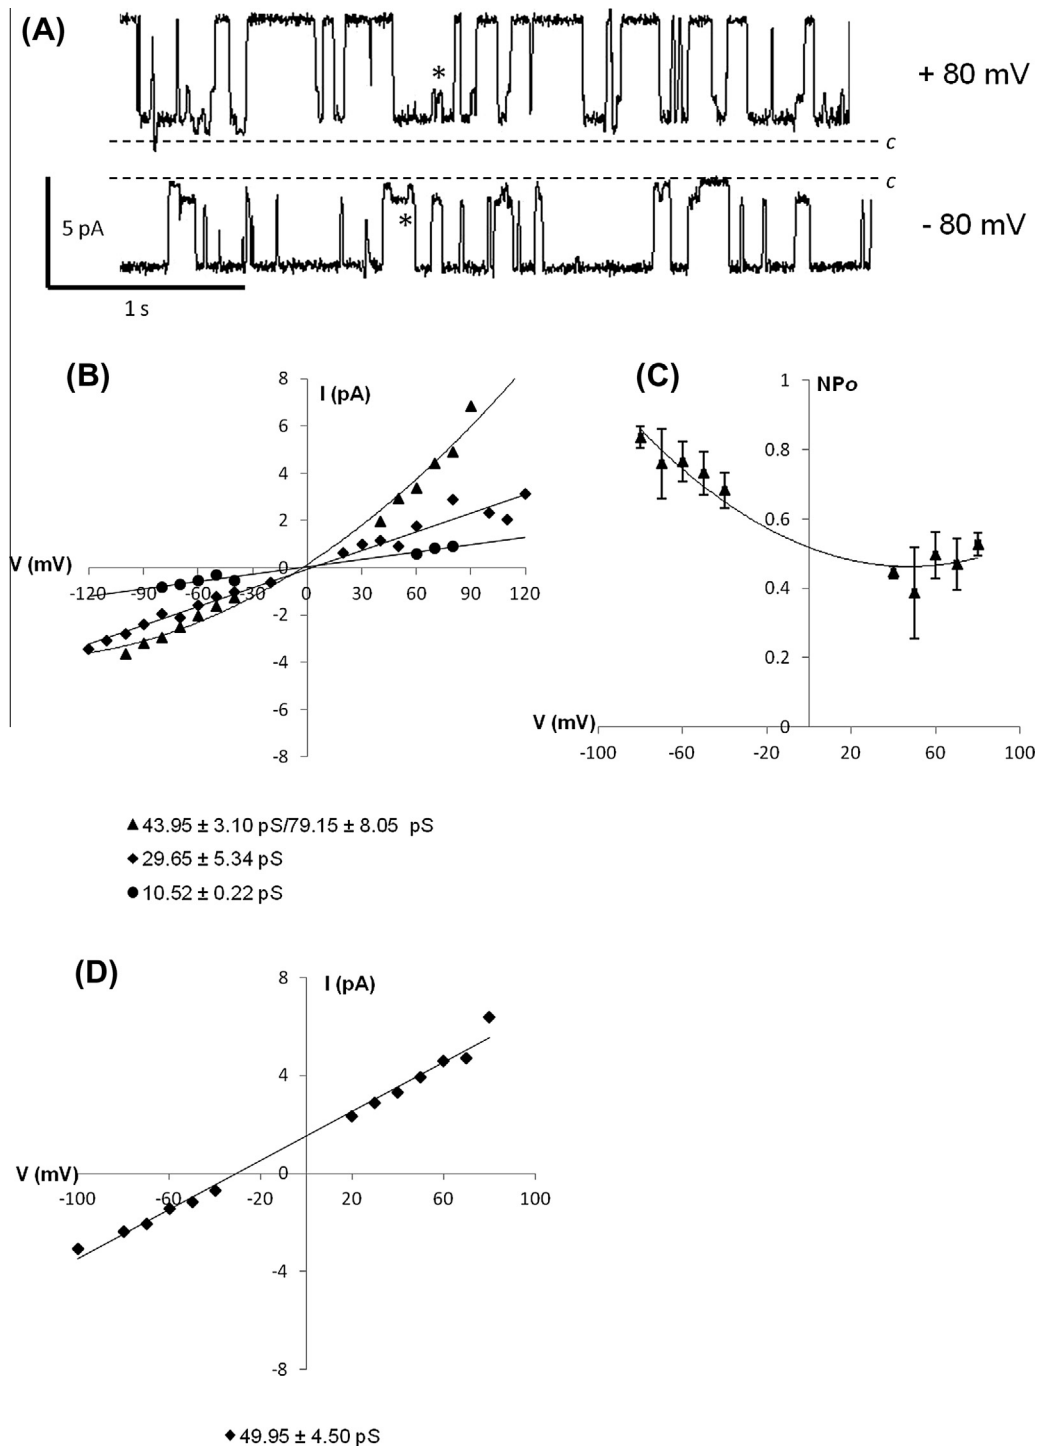 (A)
*
+ 80 mV
c
c
5 pA
*
- 80 mV
1 s
(B)
I (pA)
8
6
4
2
0
-2
-4
-6
-8
V (mV)
-120 -90 -60 -30 0 30 60 90 120
▲ 43.95 ± 3.10 pS/79.15 ± 8.05 pS
◆ 29.65 ± 5.34 pS
● 10.52 ± 0.22 pS
(C)
NPo
1
0.8
0.6
0.4
0.2
0
V (mV)
-100 -60 -20 20 60 100
(D)
I (pA)
8
4
0
-4
-8
V (mV)
-100 -60 -20 20 60 100
◆ 49.95 ± 4.50 pS